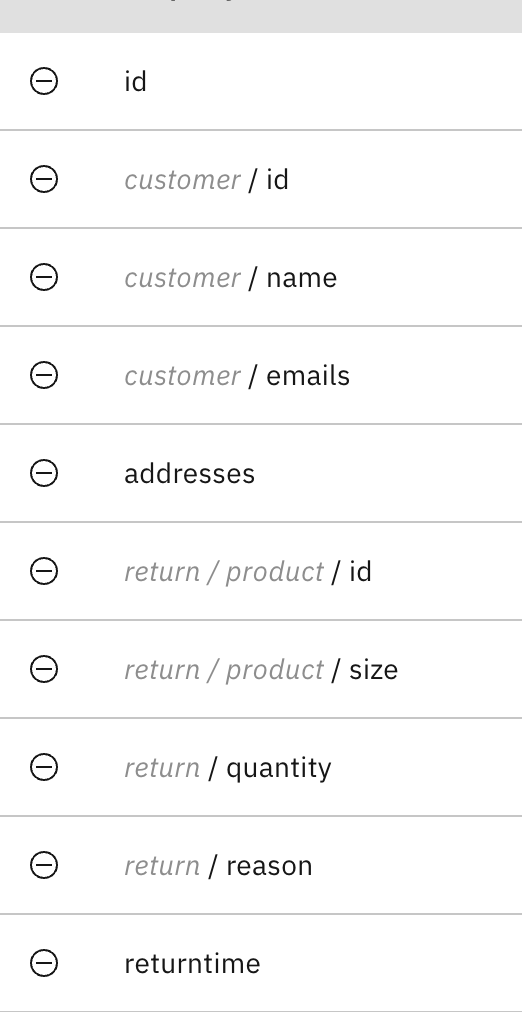 id
customer / id
customer / name
customer / emails
addresses
return / product / id
return / product / size
return / quantity
return / reason
returntime